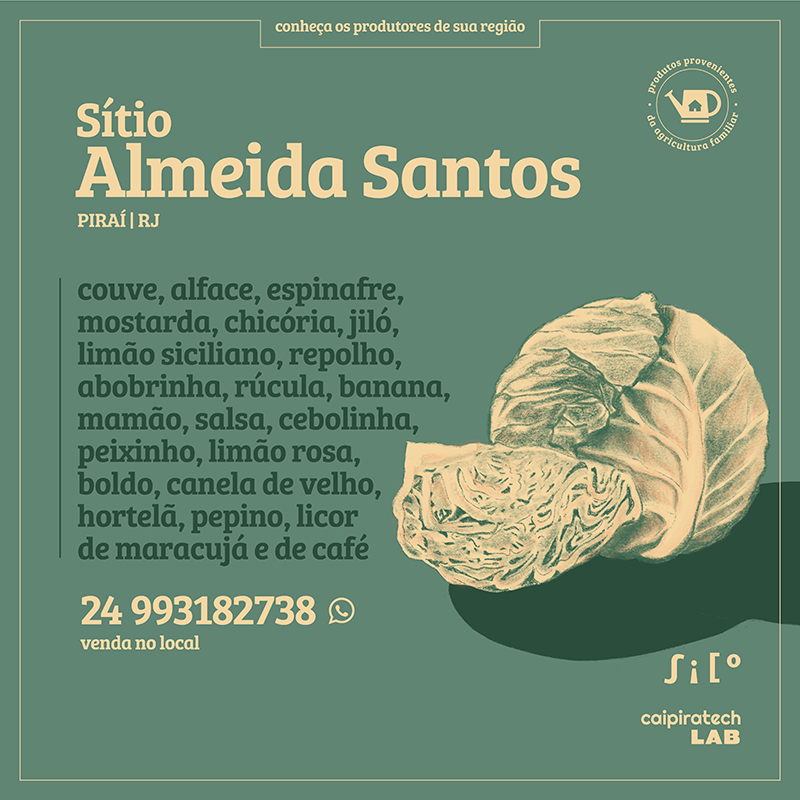 conheça os produtores de sua região
produtos provenientes
da agricultura familiar
Sítio
Almeida Santos
PIRAÍ | RJ
couve, alface, espinafre,
mostarda, chicória, jiló,
limão siciliano, repolho,
abobrinha, rúcula, banana,
mamão, salsa, cebolinha,
peixinho, limão rosa,
boldo, canela de velho,
hortelã, pepino, licor
de maracujá e de café
24 993182738
venda no local
caipiratech
LAB